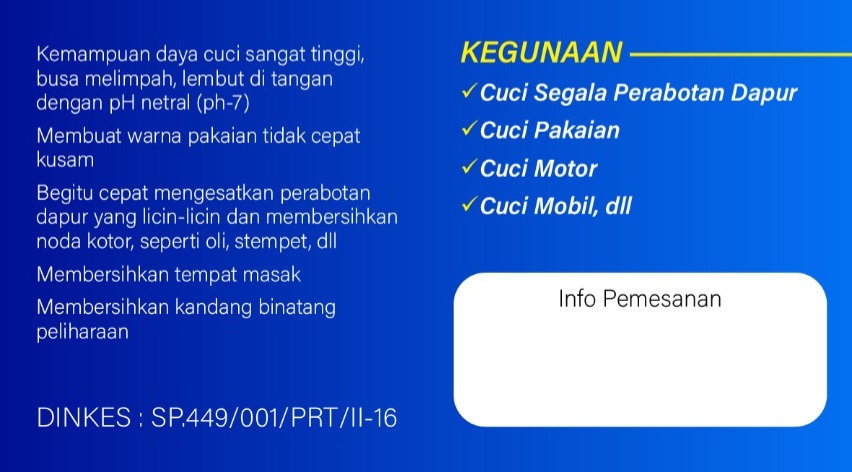 Kemampuan daya cuci sangat tinggi,
busa melimpah, lembut di tangan
dengan pH netral (ph-7)
Membuat warna pakaian tidak cepat
kusam
Begitu cepat mengesatkan perabotan
dapur yang licin-licin dan membersihkan
noda kotor, seperti oli, stempet, dll
Membersihkan tempat masak
Membersihkan kandang binatang
peliharaan
DINKES : SP.449/001/PRT/II-16
KEGUNAAN
✓Cuci Segala Perabotan Dapur
✓Cuci Pakaian
✓Cuci Motor
✓Cuci Mobil, dll
Info Pemesanan